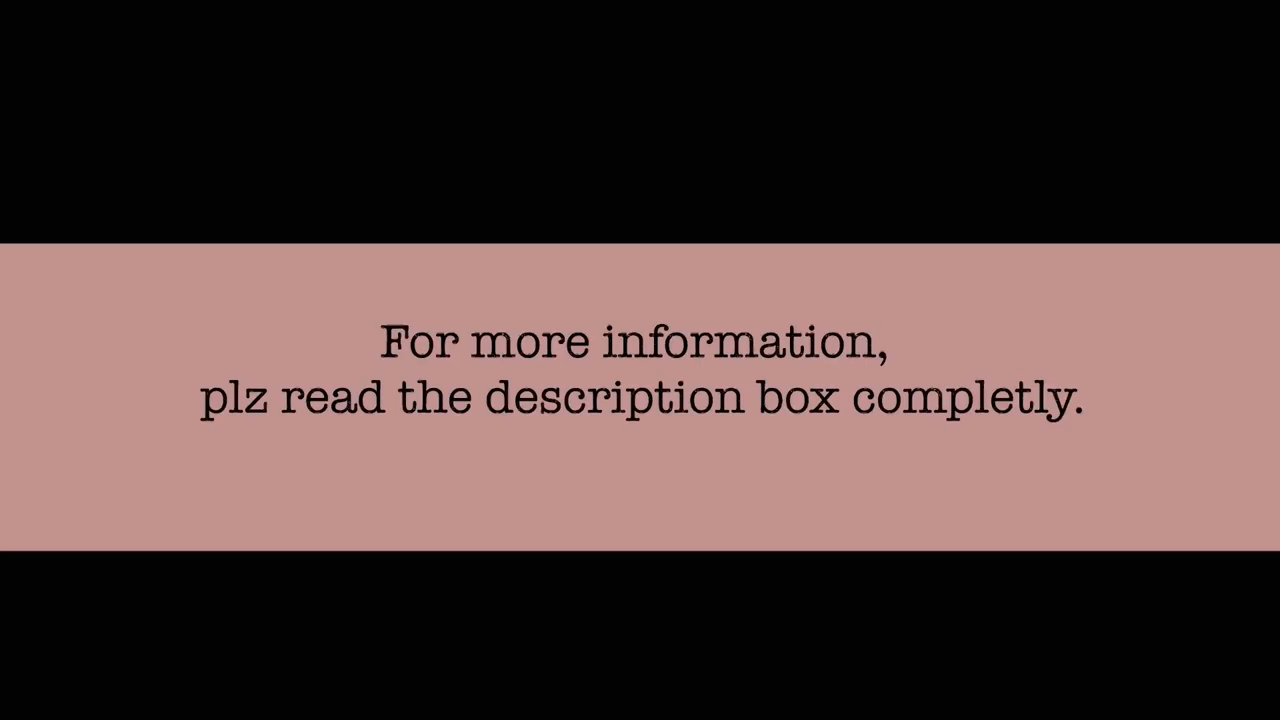 For more information,
plz read the description box completly.